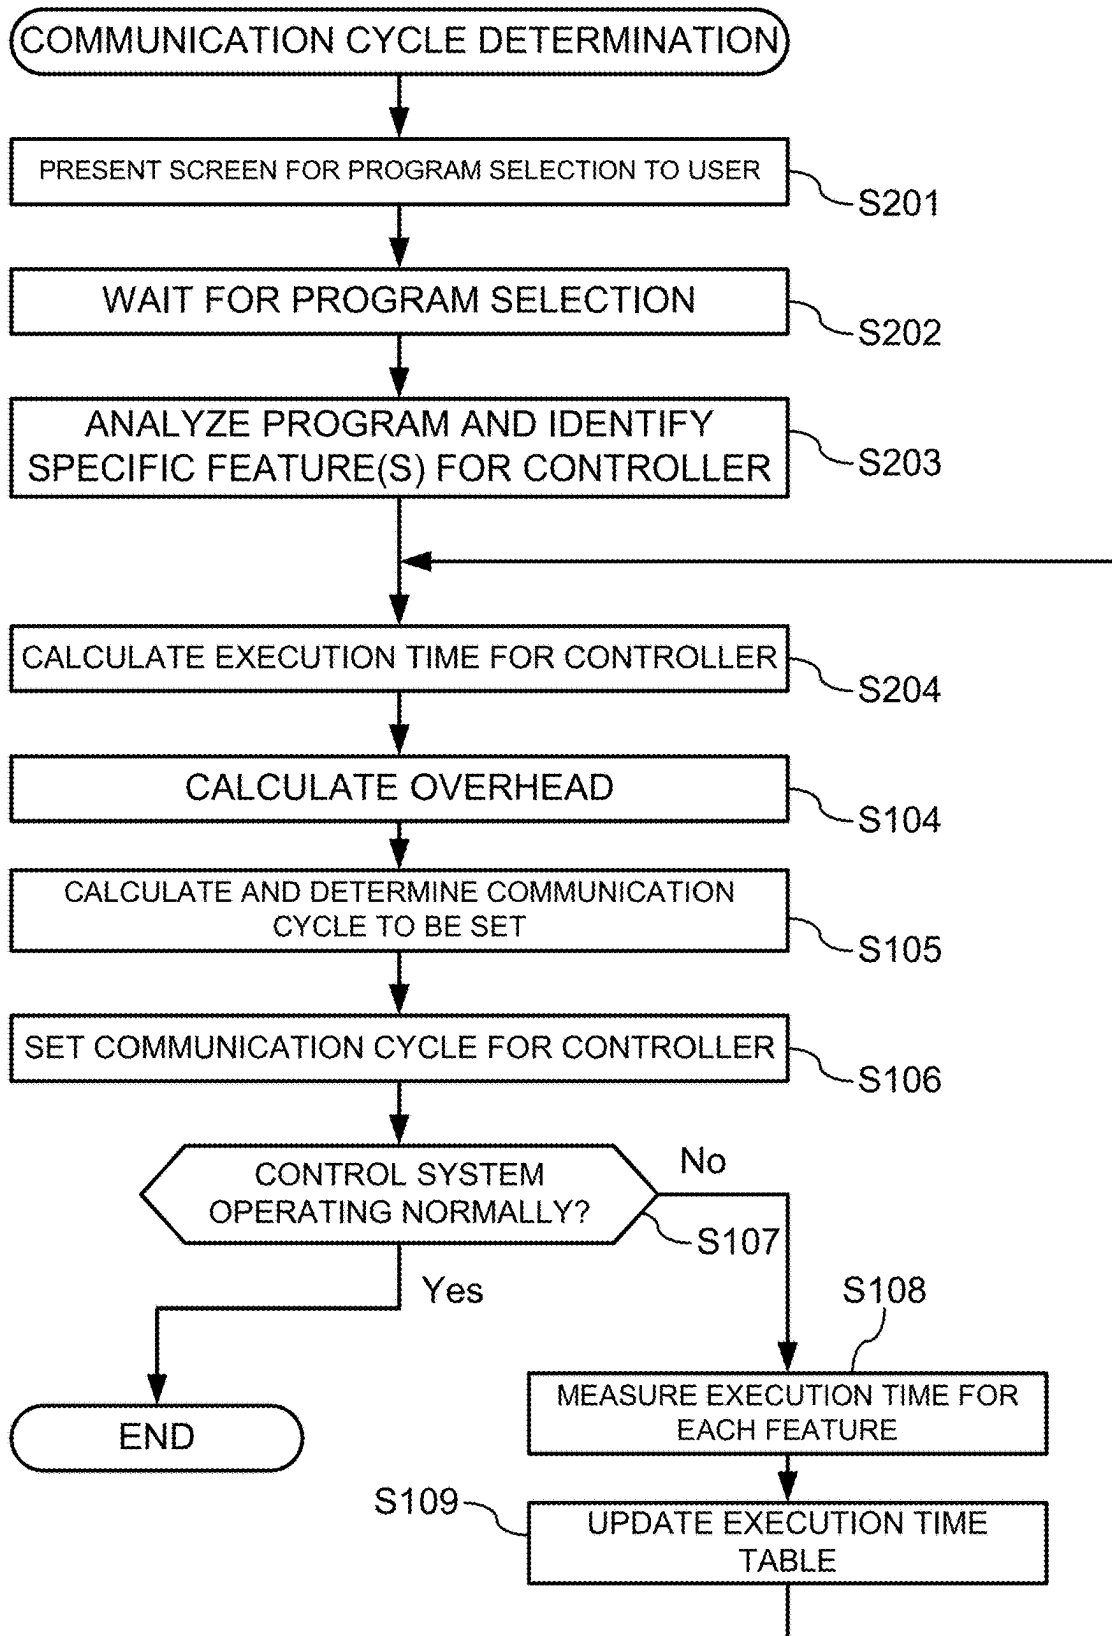 COMMUNICATION CYCLE DETERMINATION
PRESENT SCREEN FOR PROGRAM SELECTION TO USER
S201
WAIT FOR PROGRAM SELECTION
S202
ANALYZE PROGRAM AND IDENTIFY
SPECIFIC FEATURE(S) FOR CONTROLLER
S203
CALCULATE EXECUTION TIME FOR CONTROLLER
S204
CALCULATE OVERHEAD
S104
CALCULATE AND DETERMINE COMMUNICATION
CYCLE TO BE SET
S105
SET COMMUNICATION CYCLE FOR CONTROLLER
S106
CONTROL SYSTEM
OPERATING NORMALLY?
No
S107
Yes
S108
MEASURE EXECUTION TIME FOR
EACH FEATURE
END
S109
UPDATE EXECUTION TIME
TABLE